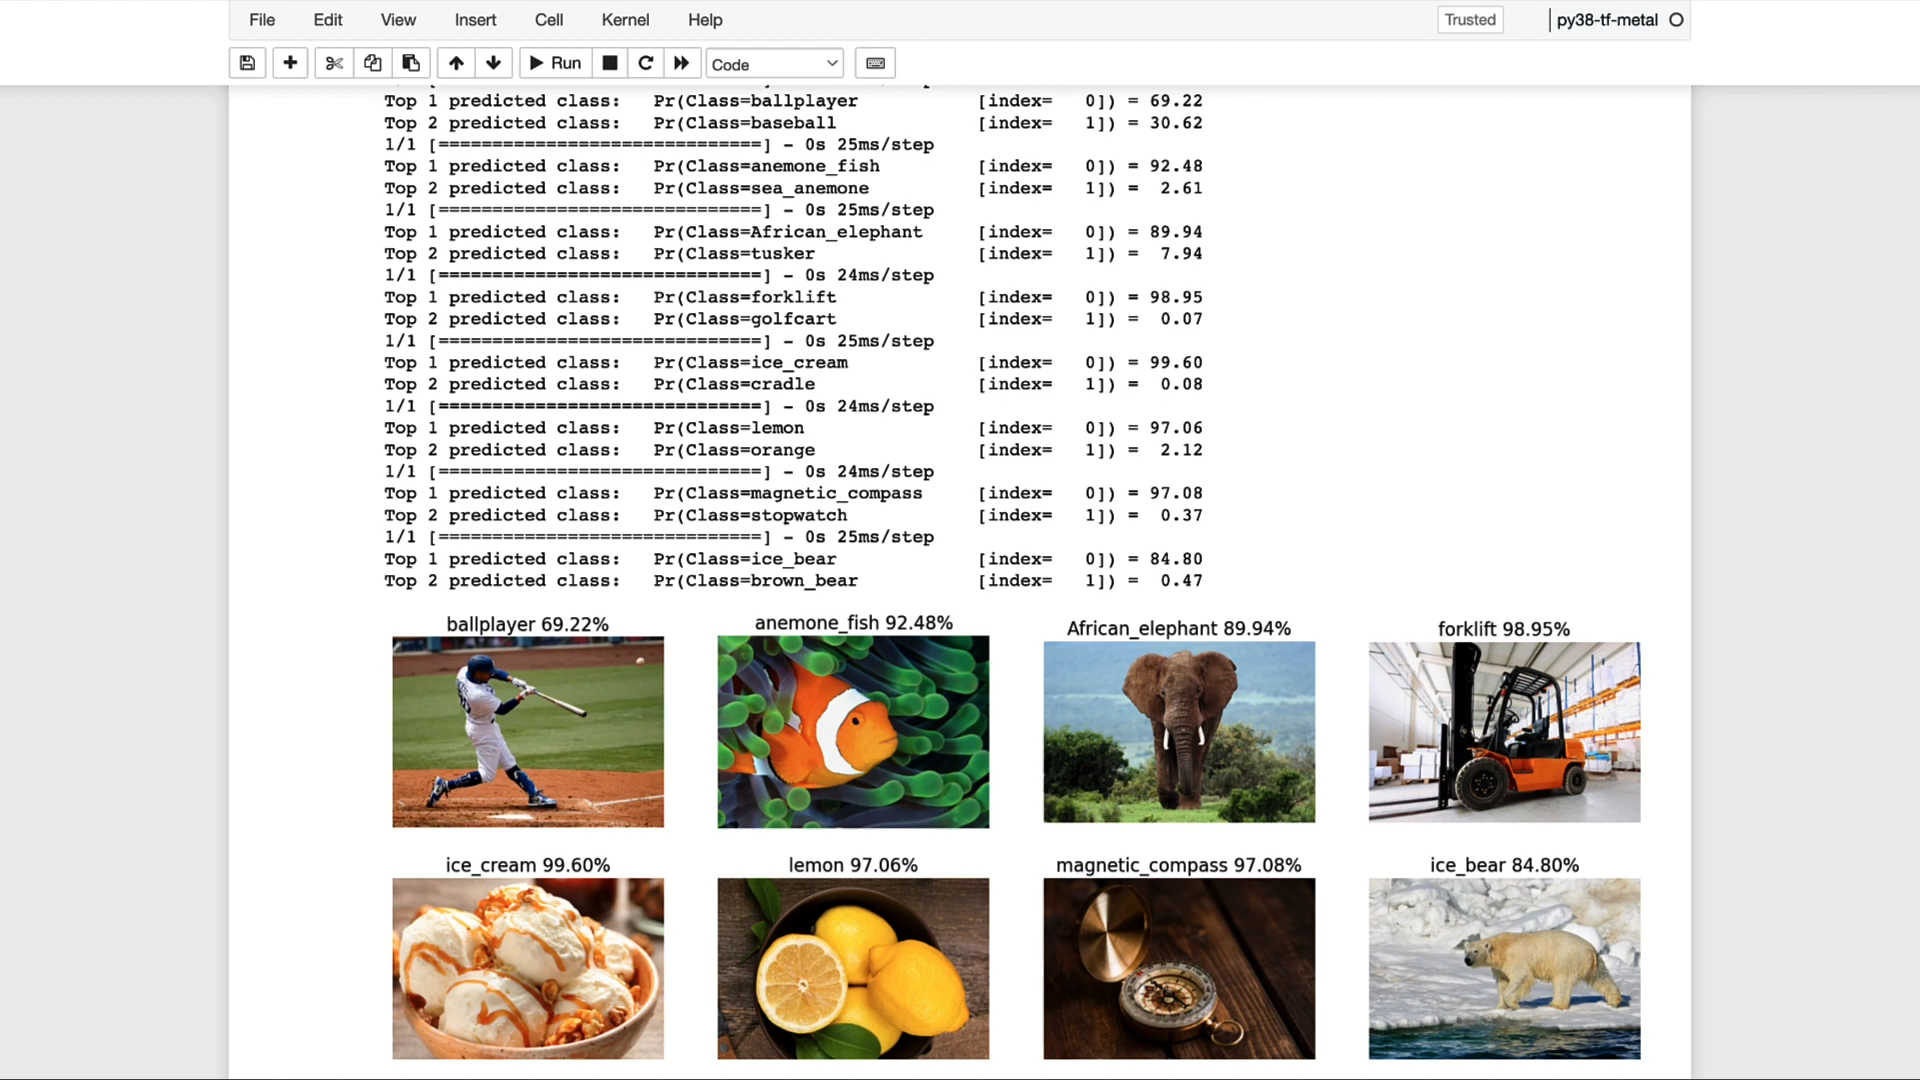 File Edit View Insert Cell Kernel Help Trusted py38-tf-metal
Run Code
Top 1 predicted class: Pr(Class=ballplayer [index= 0]) = 69.22
Top 2 predicted class: Pr(Class=baseball [index= 1]) = 30.62
1/1 [==============================] - 0s 25ms/step
Top 1 predicted class: Pr(Class=anemone_fish [index= 0]) = 92.48
Top 2 predicted class: Pr(Class=sea_anemone [index= 1]) = 2.61
1/1 [==============================] - 0s 25ms/step
Top 1 predicted class: Pr(Class=African_elephant [index= 0]) = 89.94
Top 2 predicted class: Pr(Class=tusker [index= 1]) = 7.94
1/1 [==============================] - 0s 24ms/step
Top 1 predicted class: Pr(Class=forklift [index= 0]) = 98.95
Top 2 predicted class: Pr(Class=golfcart [index= 1]) = 0.07
1/1 [==============================] - 0s 25ms/step
Top 1 predicted class: Pr(Class=ice_cream [index= 0]) = 99.60
Top 2 predicted class: Pr(Class=cradle [index= 1]) = 0.08
1/1 [==============================] - 0s 24ms/step
Top 1 predicted class: Pr(Class=lemon [index= 0]) = 97.06
Top 2 predicted class: Pr(Class=orange [index= 1]) = 2.12
1/1 [==============================] - 0s 24ms/step
Top 1 predicted class: Pr(Class=magnetic_compass [index= 0]) = 97.08
Top 2 predicted class: Pr(Class=stopwatch [index= 1]) = 0.37
1/1 [==============================] - 0s 25ms/step
Top 1 predicted class: Pr(Class=ice_bear [index= 0]) = 84.80
Top 2 predicted class: Pr(Class=brown_bear [index= 1]) = 0.47
ballplayer 69.22% anemone_fish 92.48% African_elephant 89.94% forklift 98.95%
ice_cream 99.60% lemon 97.06% magnetic_compass 97.08% ice_bear 84.80%